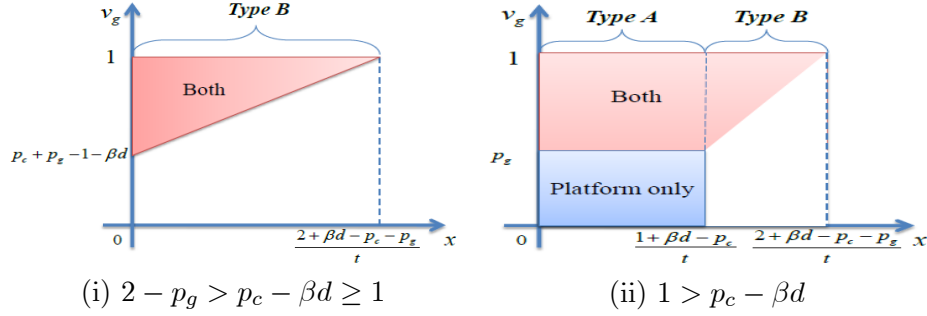 v_g
Type B
1
Both
p_c + p_g − 1 − βd
0
2 + βd − p_c − p_g
t
x
(i) 2 − p_g > p_c − βd ≥ 1
v_g
Type A
Type B
1
Both
p_g
Platform only
0
1 + βd − p_c
t
2 + βd − p_c − p_g
t
x
(ii) 1 > p_c − βd